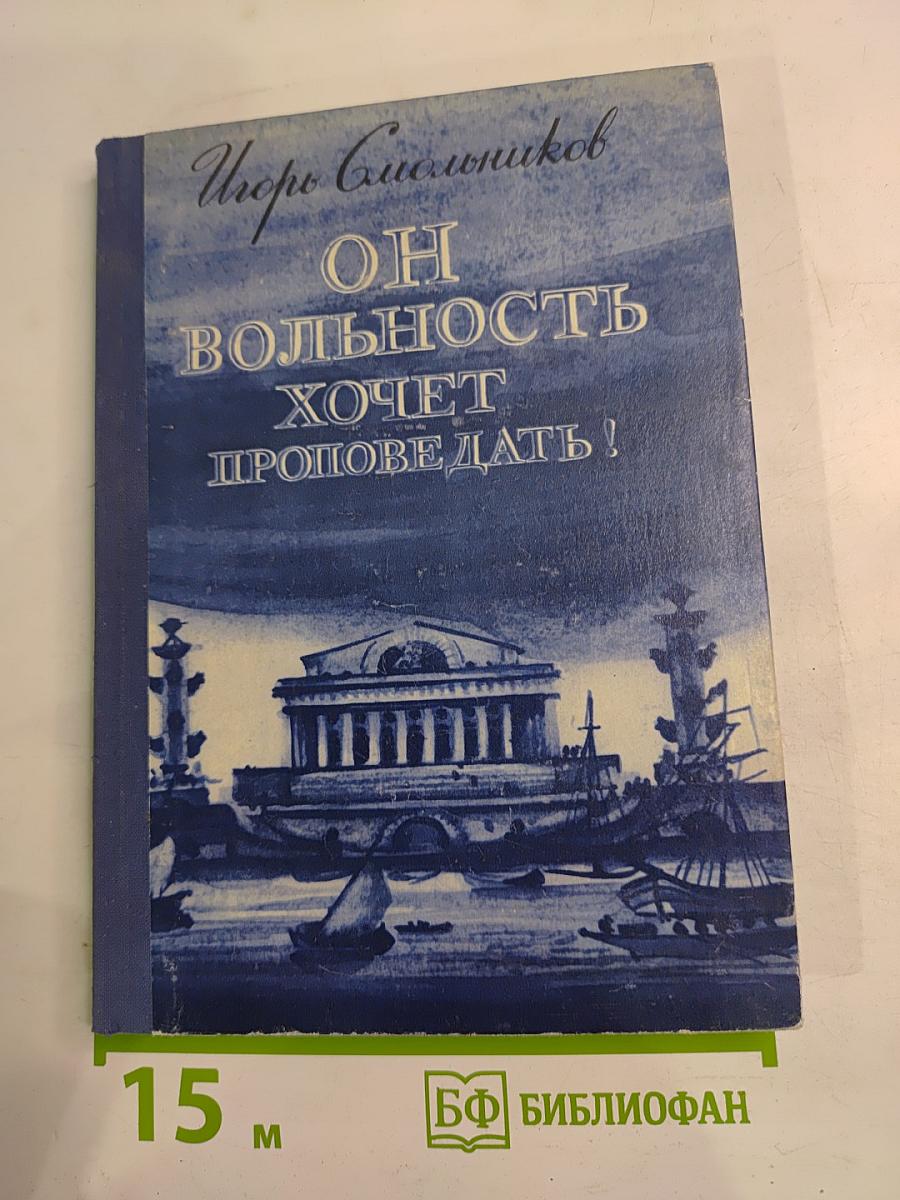 Игорь Смольников
ОН
ВОЛЬНОСТЬ
ХОЧЕТ
ПРОПОВЕДАТЬ!
15 м
БФ БИБЛИОФАН